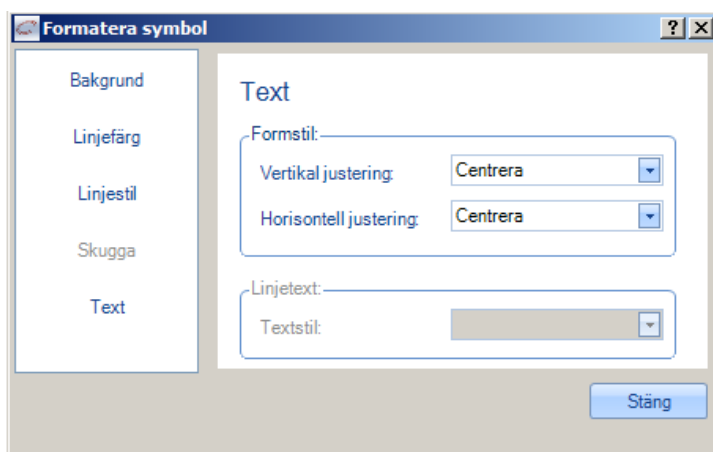 Formatera symbol
Bakgrund
Linjefärg
Linjestil
Skugga
Text
Text
Formstil:
Vertikal justering: Centrera
Horisontell justering: Centrera
Linjetext:
Textstil:
Stäng